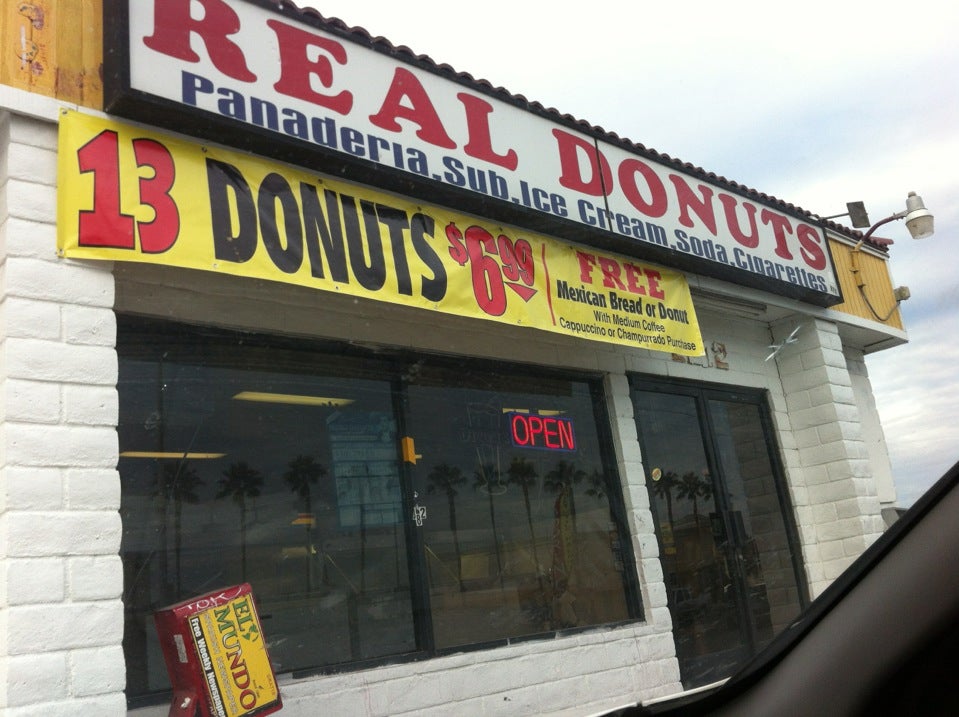 REAL DONUTS
Panaderia,Sub,Ice Cream,Soda,Cigarettes
13 DONUTS $6.99
FREE
Mexican Bread or Donut
With Medium Coffee
Cappuccino or Champurrado Purchase
OPEN
EL MUNDO
Free Weekly Newspaper